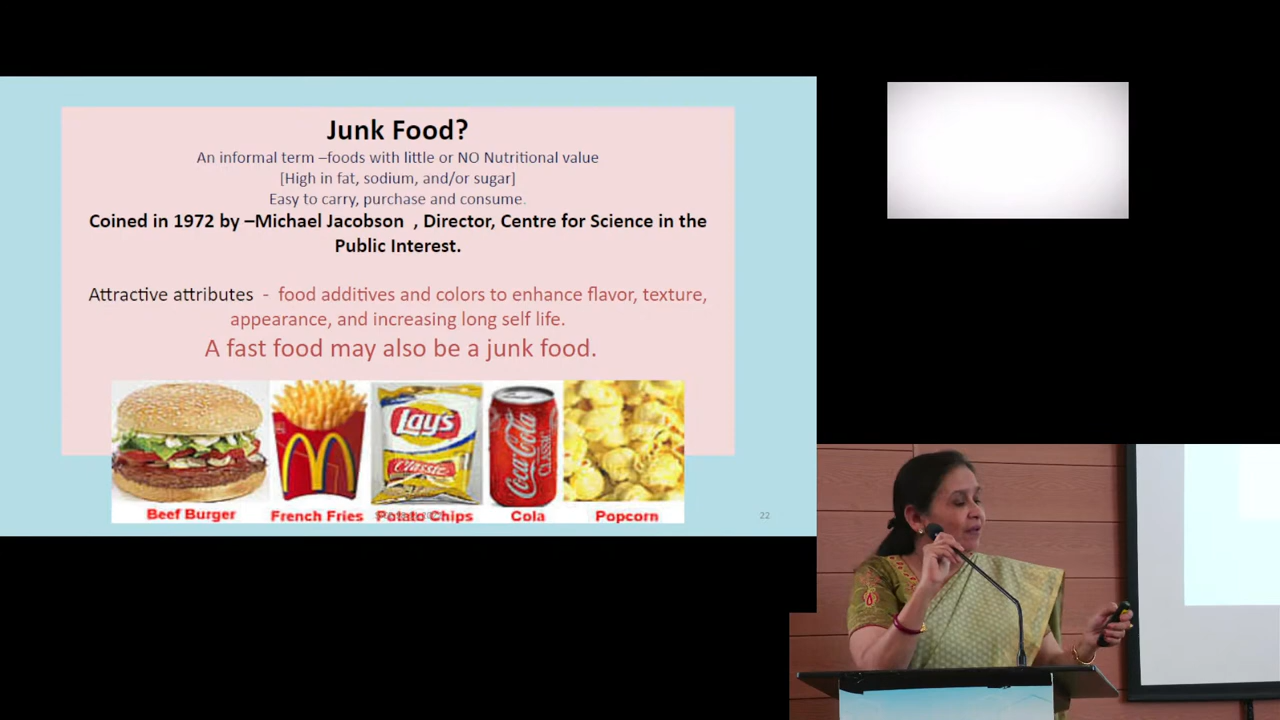 Junk Food?
An informal term –foods with little or NO Nutritional value
[High in fat, sodium, and/or sugar]
Easy to carry, purchase and consume.
Coined in 1972 by –Michael Jacobson , Director, Centre for Science in the
Public Interest.
Attractive attributes - food additives and colors to enhance flavor, texture,
appearance, and increasing long self life.
A fast food may also be a junk food.
Lay's
Classic
Coca-Cola
CLASSIC
Beef Burger
French Fries
Potato Chips
Cola
Popcorn
22